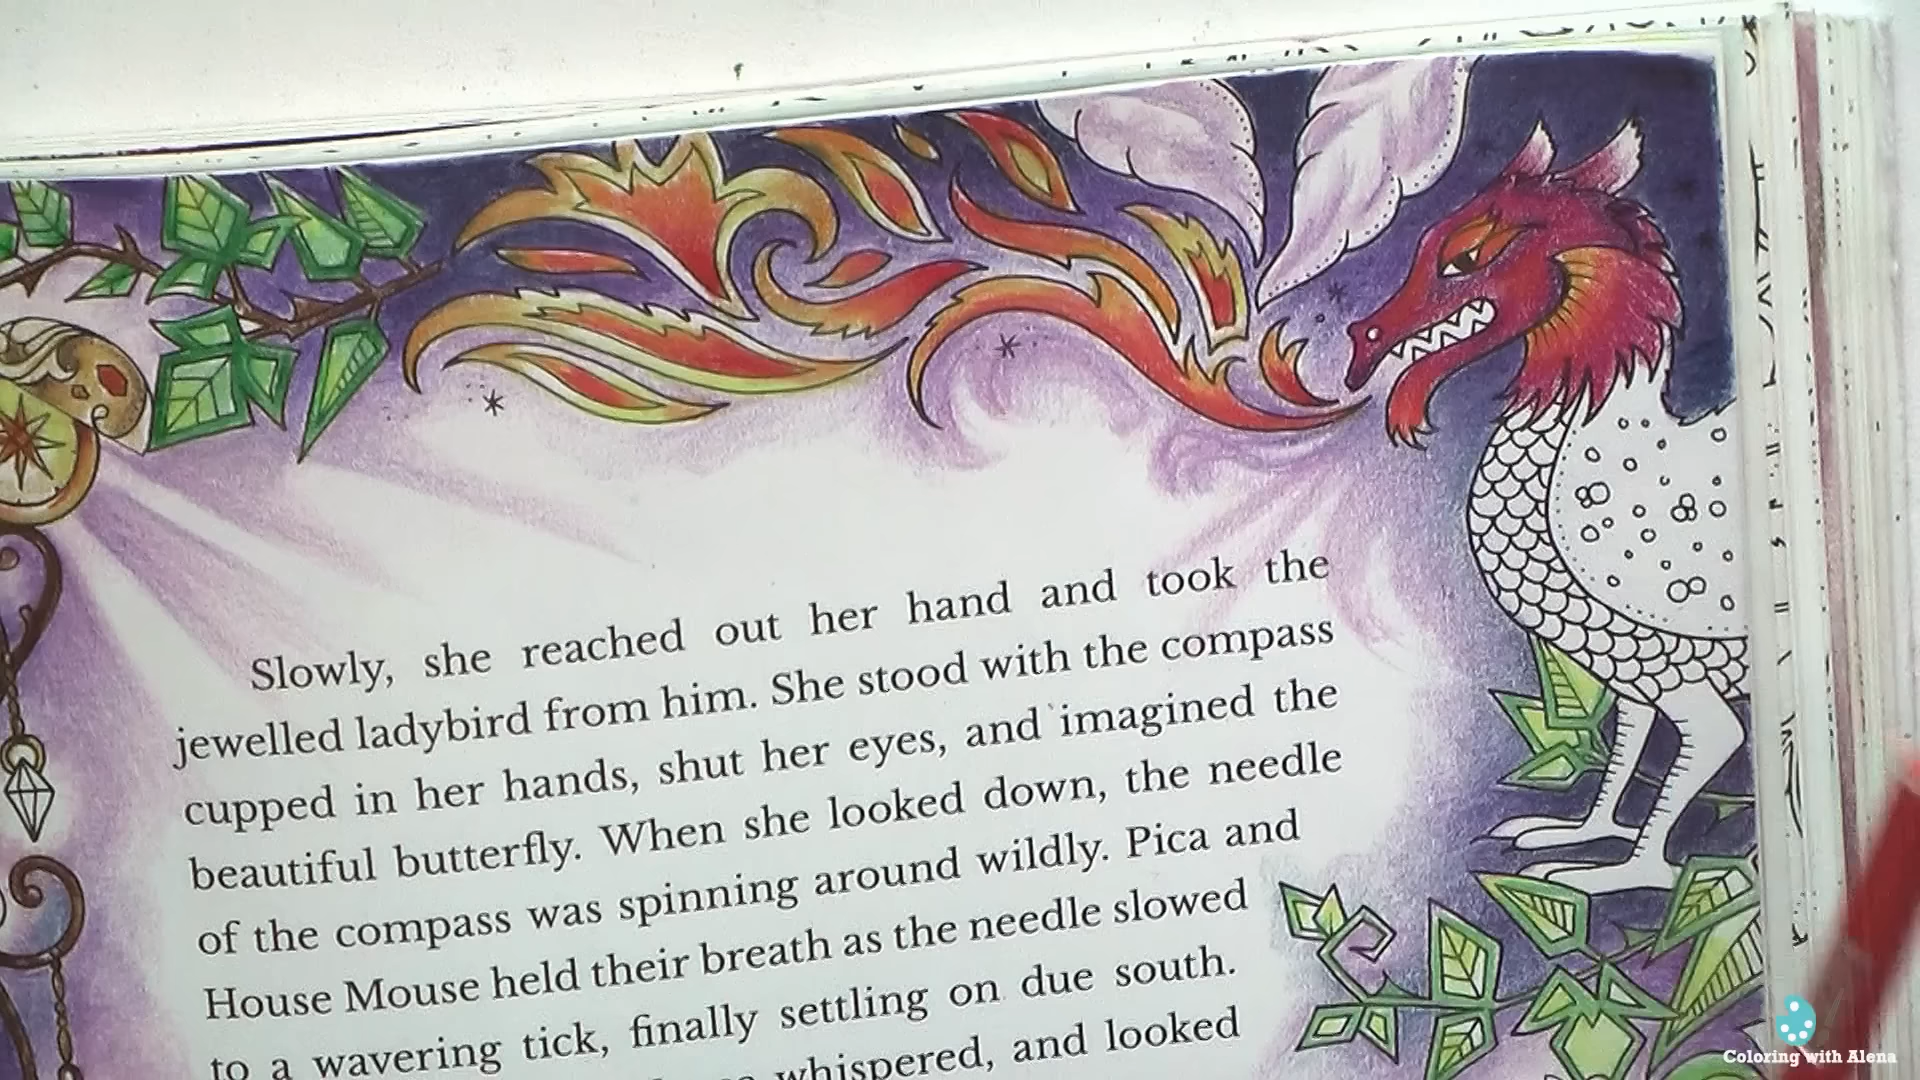 Slowly, she reached out her hand and took the
jewelled ladybird from him. She stood with the compass
cupped in her hands, shut her eyes, and imagined the
beautiful butterfly. When she looked down, the needle
of the compass was spinning around wildly. Pica and
House Mouse held their breath as the needle slowed
to a wavering tick, finally settling on due south.
whispered, and looked
Coloring with Alena